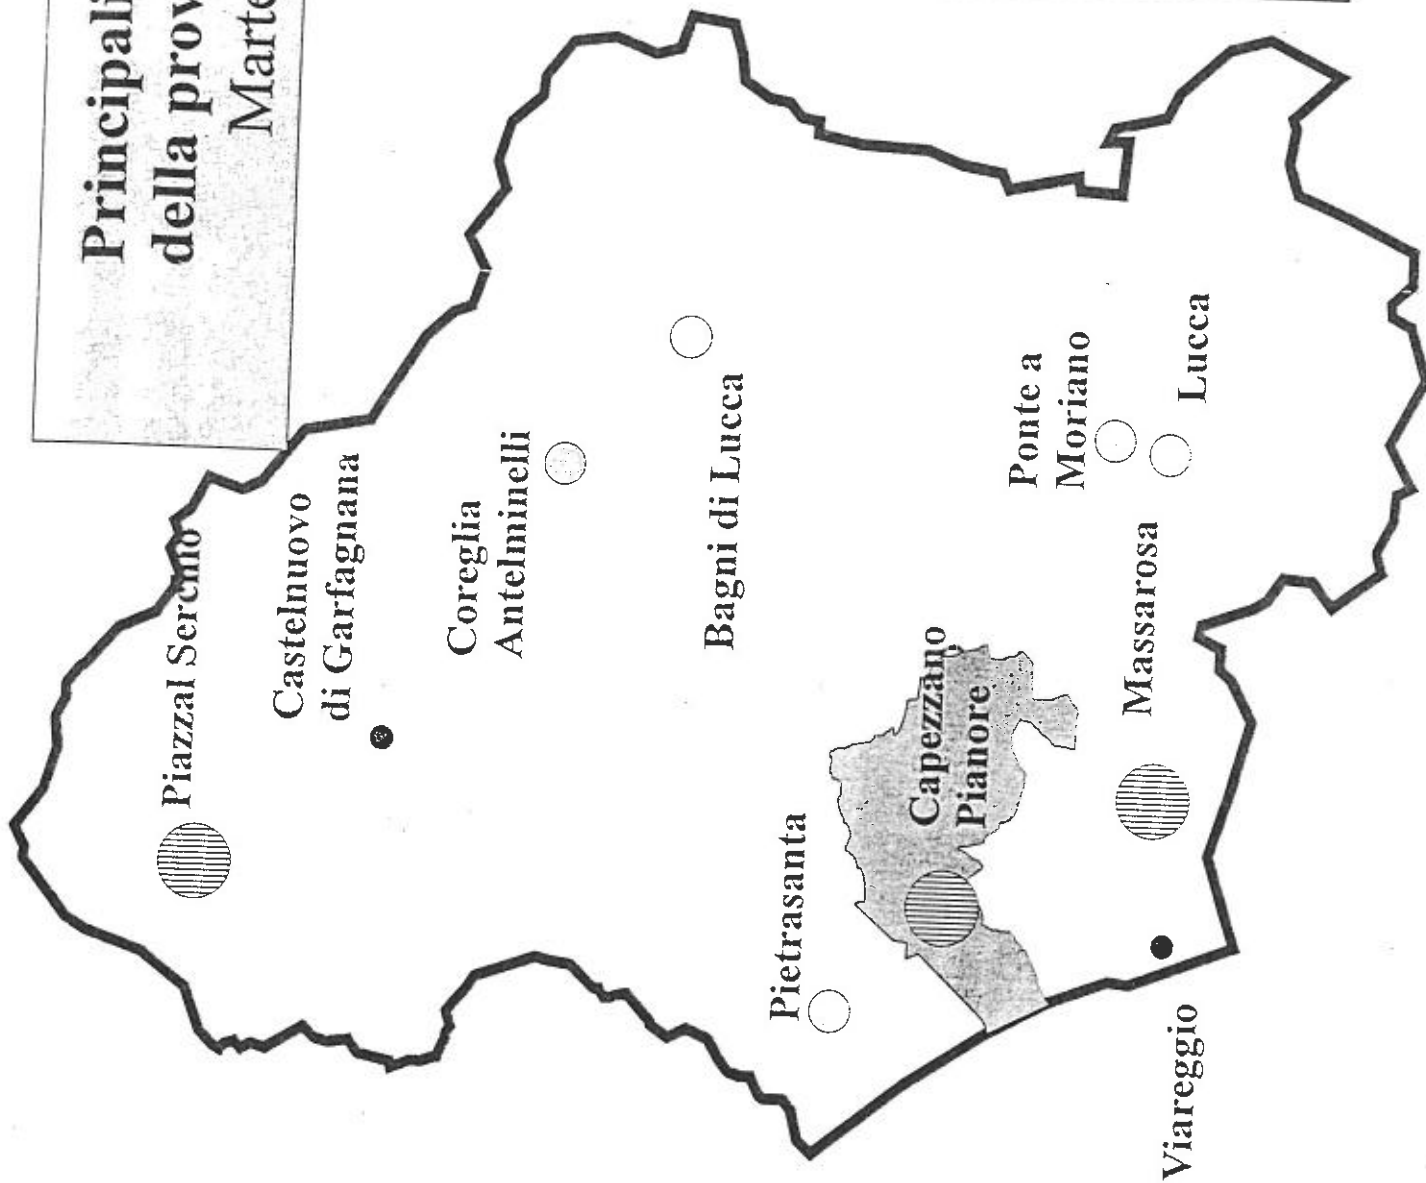 Principali
della prov
Marte
Piazzal Serchio
Castelnuovo
di Garfagnana
Coreglia
Antelminelli
Bagni di Lucca
Pietrasanta
Capezzano
Pianore
Ponte a
Moriano
Lucca
Massarosa
Viareggio